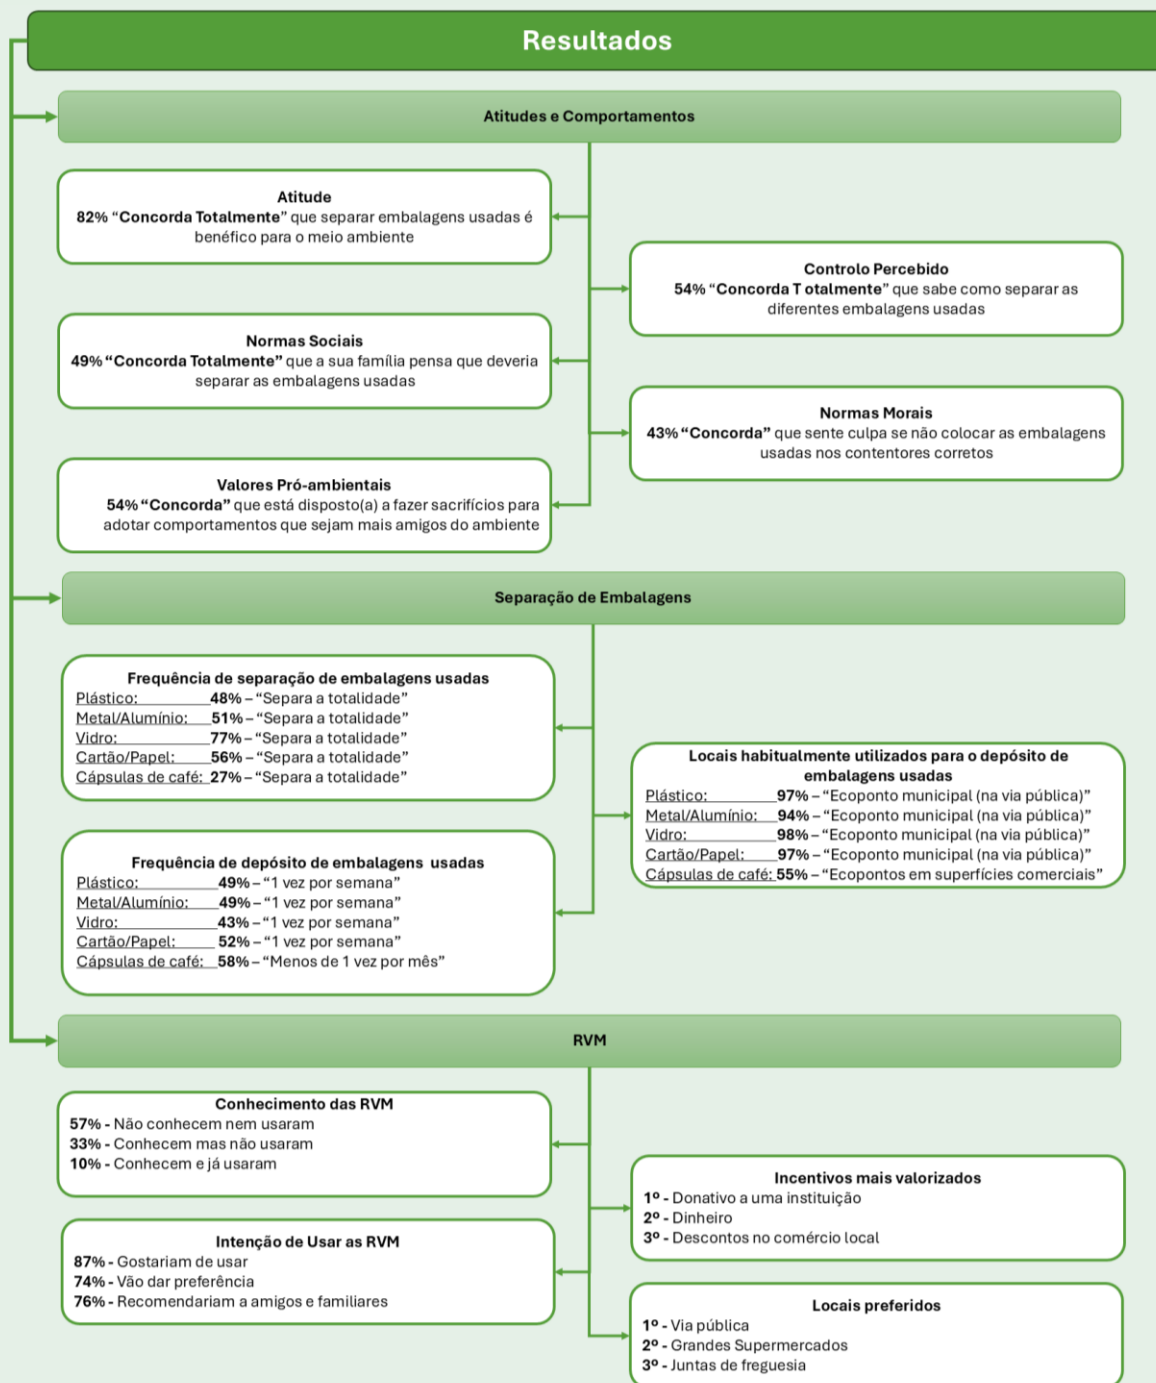 Resultados
Atitudes e Comportamentos
Atitude
82% “Concorda Totalmente” que separar embalagens usadas é
benéfico para o meio ambiente
Controlo Percebido
54% “Concorda T otalmente” que sabe como separar as
diferentes embalagens usadas
Normas Sociais
49% “Concorda Totalmente” que a sua família pensa que deveria
separar as embalagens usadas
Normas Morais
43% “Concorda” que sente culpa se não colocar as embalagens
usadas nos contentores corretos
Valores Pró-ambientais
54% “Concorda” que está disposto(a) a fazer sacrifícios para
adotar comportamentos que sejam mais amigos do ambiente
Separação de Embalagens
Frequência de separação de embalagens usadas
Plástico: 48% – “Separa a totalidade”
Metal/Alumínio: 51% – “Separa a totalidade”
Vidro: 77% – “Separa a totalidade”
Cartão/Papel: 56% – “Separa a totalidade”
Cápsulas de café: 27% – “Separa a totalidade”
Locais habitualmente utilizados para o depósito de
embalagens usadas
Plástico: 97% – “Ecoponto municipal (na via pública)”
Metal/Alumínio: 94% – “Ecoponto municipal (na via pública)”
Vidro: 98% – “Ecoponto municipal (na via pública)”
Cartão/Papel: 97% – “Ecoponto municipal (na via pública)”
Cápsulas de café: 55% – “Ecopontos em superfícies comerciais”
Frequência de depósito de embalagens usadas
Plástico: 49% – “1 vez por semana”
Metal/Alumínio: 49% – “1 vez por semana”
Vidro: 43% – “1 vez por semana”
Cartão/Papel: 52% – “1 vez por semana”
Cápsulas de café: 58% – “Menos de 1 vez por mês”
RVM
Conhecimento das RVM
57% - Não conhecem nem usaram
33% - Conhecem mas não usaram
10% - Conhecem e já usaram
Incentivos mais valorizados
1º - Donativo a uma instituição
2º - Dinheiro
3º - Descontos no comércio local
Intenção de Usar as RVM
87% - Gostariam de usar
74% - Vão dar preferência
76% - Recomendariam a amigos e familiares
Locais preferidos
1º - Via pública
2º - Grandes Supermercados
3º - Juntas de freguesia